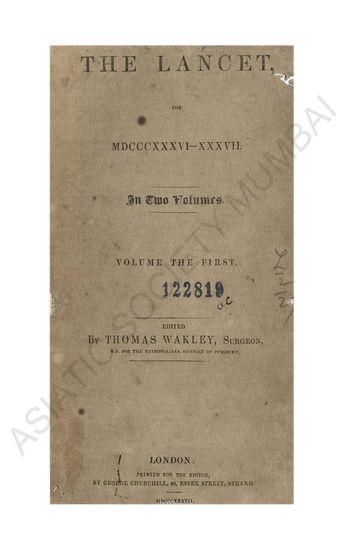 THE LANCET,
FOR
MDCCCXXXVI—XXXVII.
In Two Volumes.
VOLUME THE FIRST.
122819
EDITED
BY THOMAS WAKLEY, SURGEON,
M.P. FOR THE METROPOLITAN DISTRICT OF FINSBURY.
LONDON:
PRINTED FOR THE EDITOR,
BY GEORGE CHURCHILL, 49, ESSEX STREET, STRAND
MDCCCXXXVII.
ASIATIC SOCIETY MUMBAI